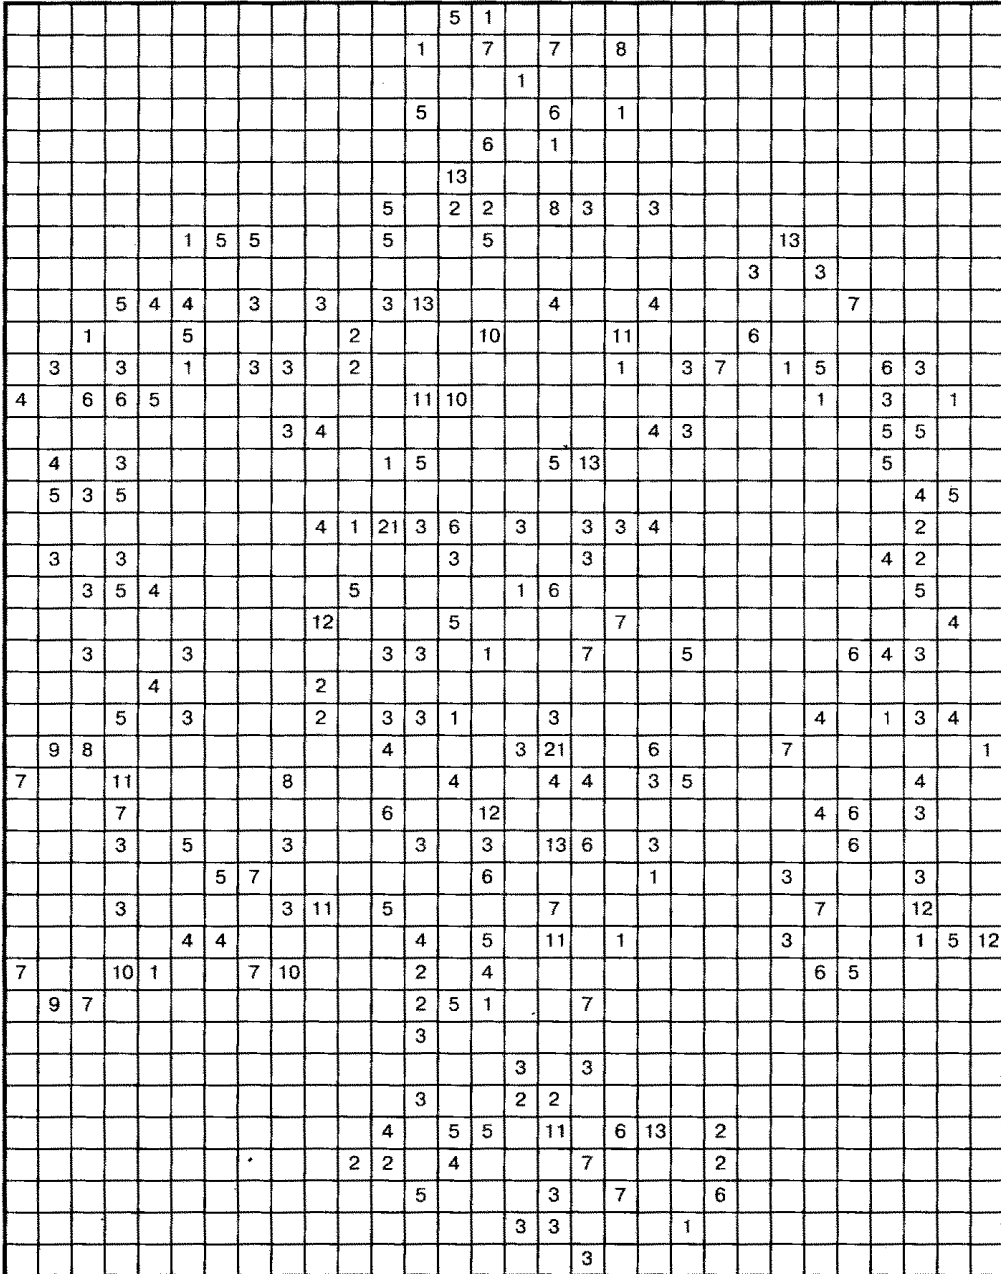 5 1
1 7 7 8
1
5 6 1
6 1
13
5 2 2 8 3 3
1 5 5 5 5 13
3 3
5 4 4 3 3 3 13 4 4 7
1 5 2 10 11 6
3 3 1 3 3 2 1 3 7 1 5 6 3
4 6 6 5 11 10 1 3 1
3 4 4 3 5 5
4 3 1 5 5 13 5
5 3 5 4 5
4 1 21 3 6 3 3 3 4 2
3 3 3 3 4 2
3 5 4 5 1 6 5
12 5 7 4
3 3 3 3 1 7 5 6 4 3
4 2
5 3 2 3 3 1 3 4 1 3 4
9 8 4 3 21 6 7 1
7 11 8 4 4 4 3 5 4
7 6 12 4 6 3
3 5 3 3 3 13 6 3 6
5 7 6 1 3 3
3 3 11 5 7 7 12
4 4 4 5 11 1 3 1 5 12
7 10 1 7 10 2 4 6 5
9 7 2 5 1 7
3
3 3
3 2 2
4 5 5 11 6 13 2
2 2 4 7 2
5 3 7 6
3 3 1
3